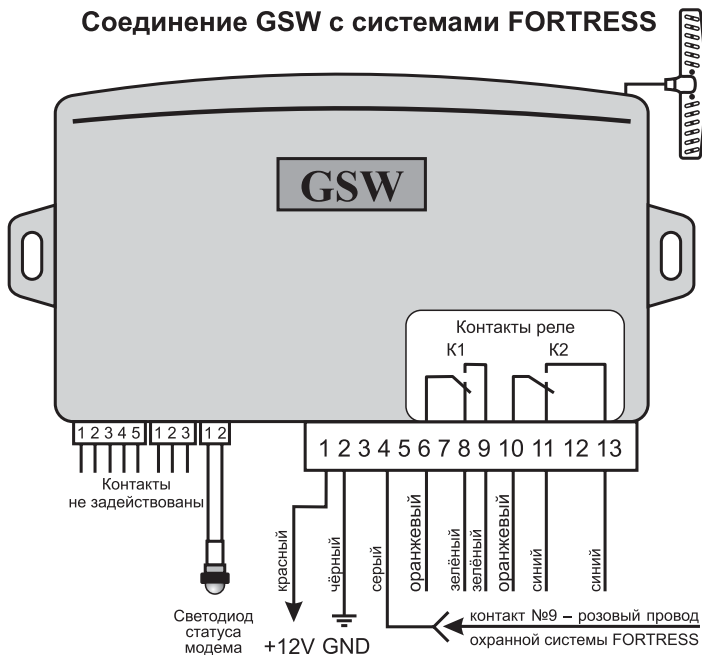 Соединение GSW с системами FORTRESS
GSW
Контакты реле
К1 К2
1 2 3 4 5 1 2 3 1 2
1 2 3 4 5 6 7 8 9 10 11 12 13
Контакты
не задействованы
красный
чёрный
серый
оранжевый
зелёный
зелёный
оранжевый
синий
синий
Светодиод
статуса
модема
+12V GND
контакт №9 – розовый провод
охранной системы FORTRESS